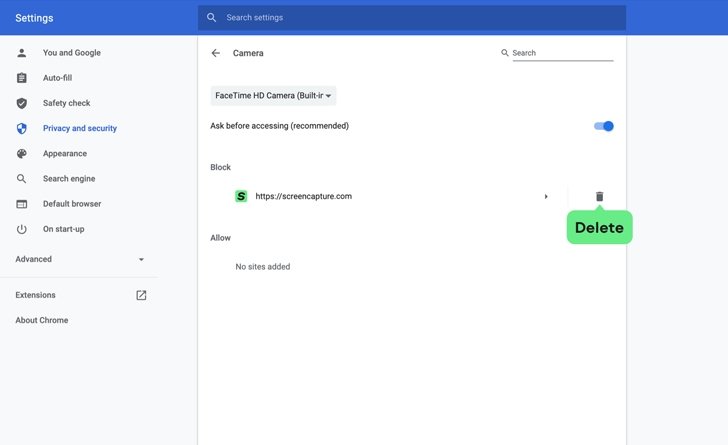 Settings
Search settings
You and Google
Auto-fill
Safety check
Privacy and security
Appearance
Search engine
Default browser
On start-up
Advanced
Extensions
About Chrome
Camera
Search
FaceTime HD Camera (Built-ir
Ask before accessing (recommended)
Block
S https://screencapture.com
Delete
Allow
No sites added